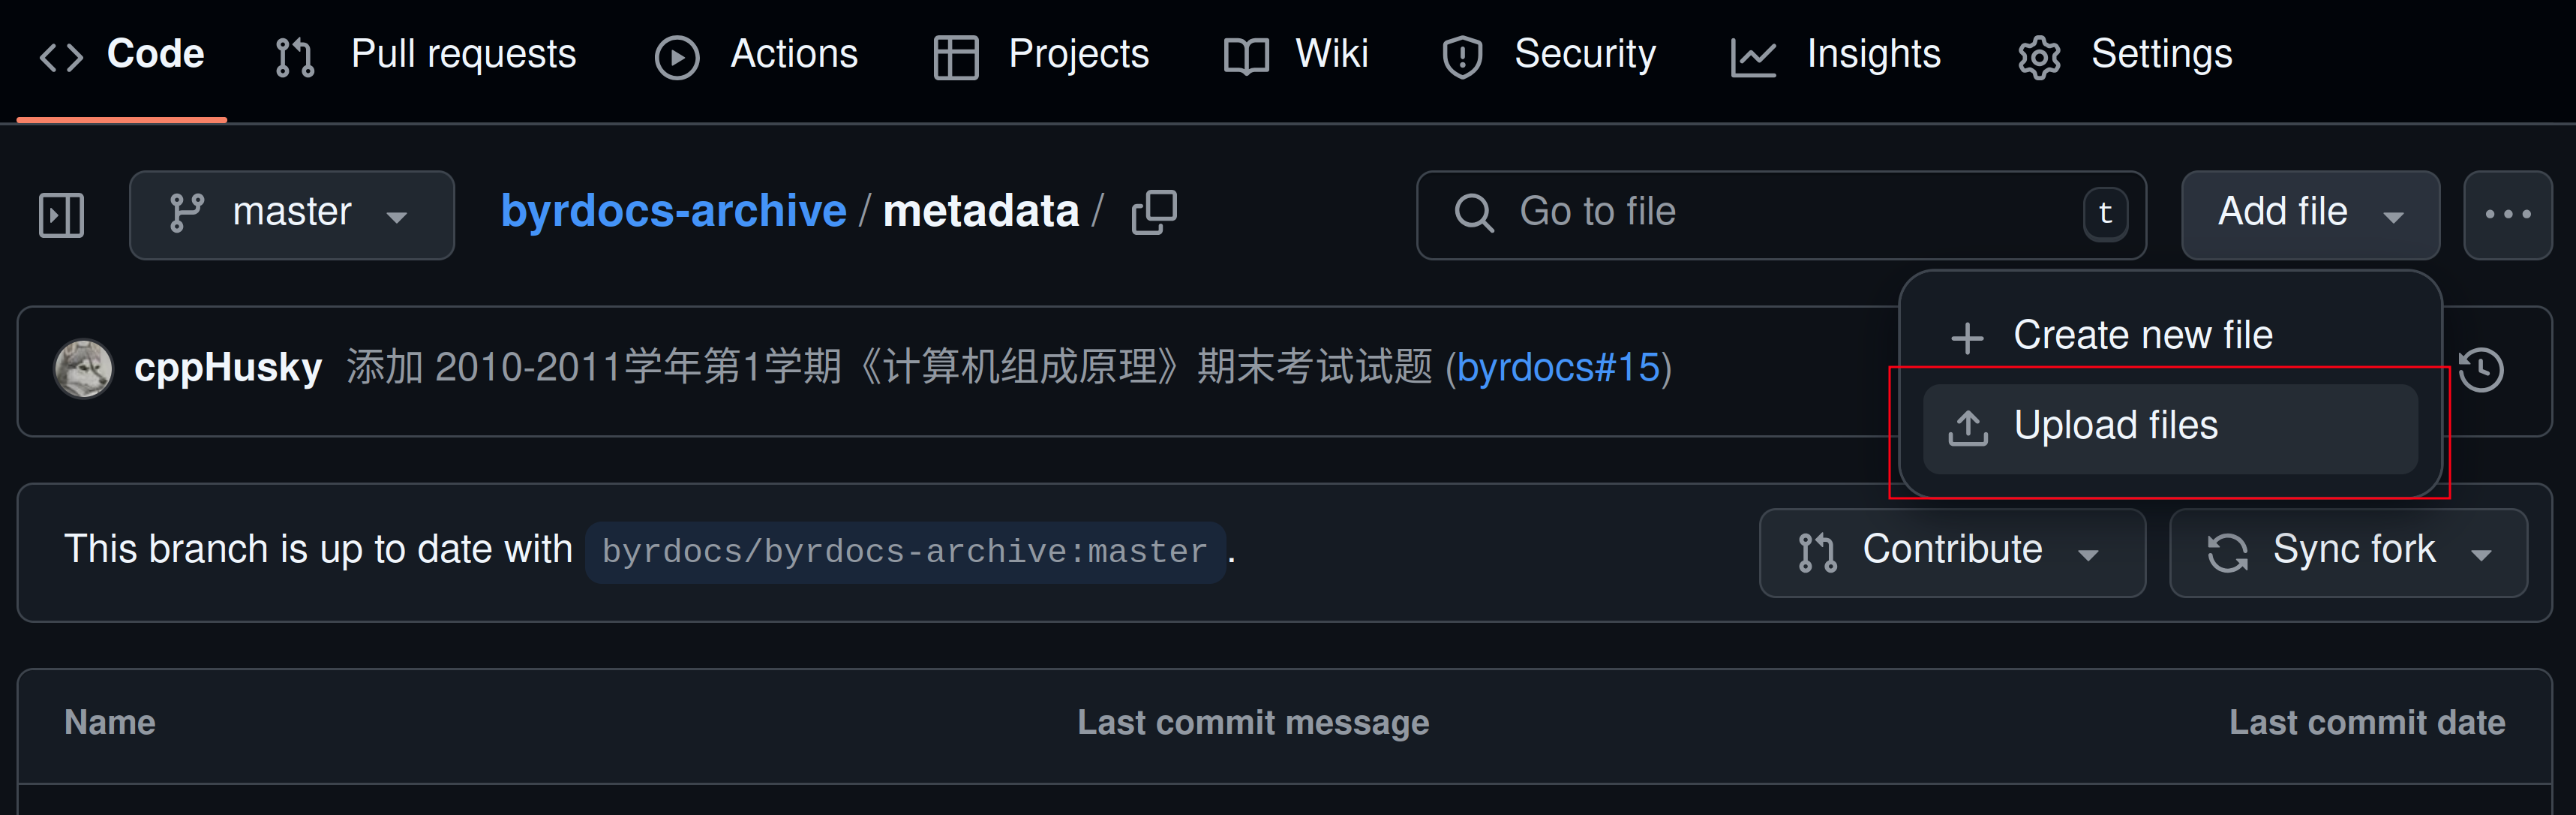 Code Pull requests Actions Projects Wiki Security Insights Settings
master byrdocs-archive / metadata / Go to file t Add file
Create new file
cppHusky 添加 2010-2011学年第1学期《计算机组成原理》期末考试试题 (byrdocs#15)
Upload files
This branch is up to date with byrdocs/byrdocs-archive:master. Contribute Sync fork
Name Last commit message Last commit date